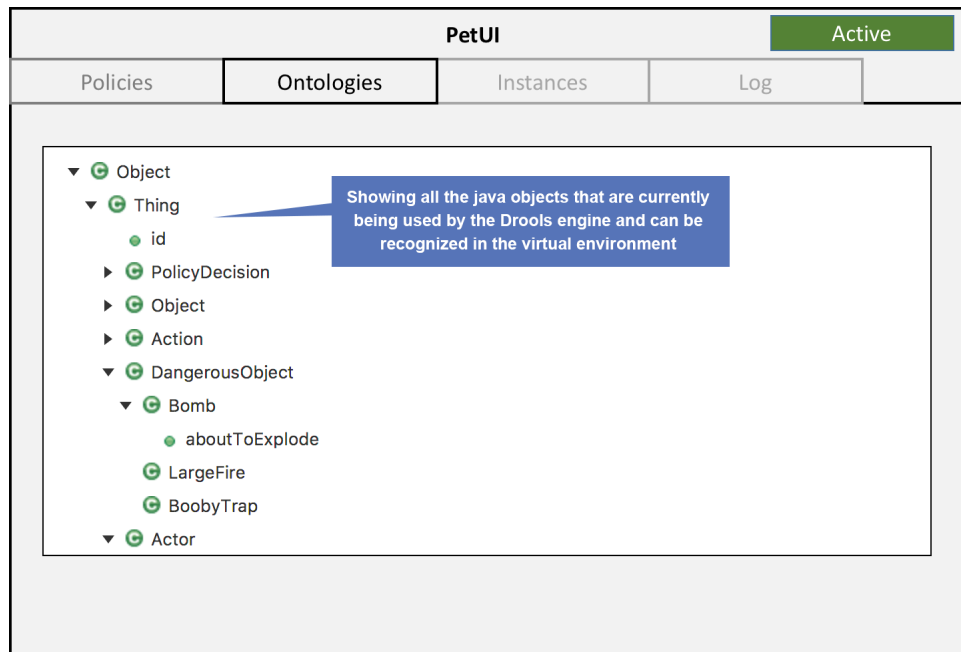 PetUI
Active
Policies
Ontologies
Instances
Log
Object
Thing
Showing all the java objects that are currently
being used by the Drools engine and can be
recognized in the virtual environment
id
PolicyDecision
Object
Action
DangerousObject
Bomb
aboutToExplode
LargeFire
BoobyTrap
Actor